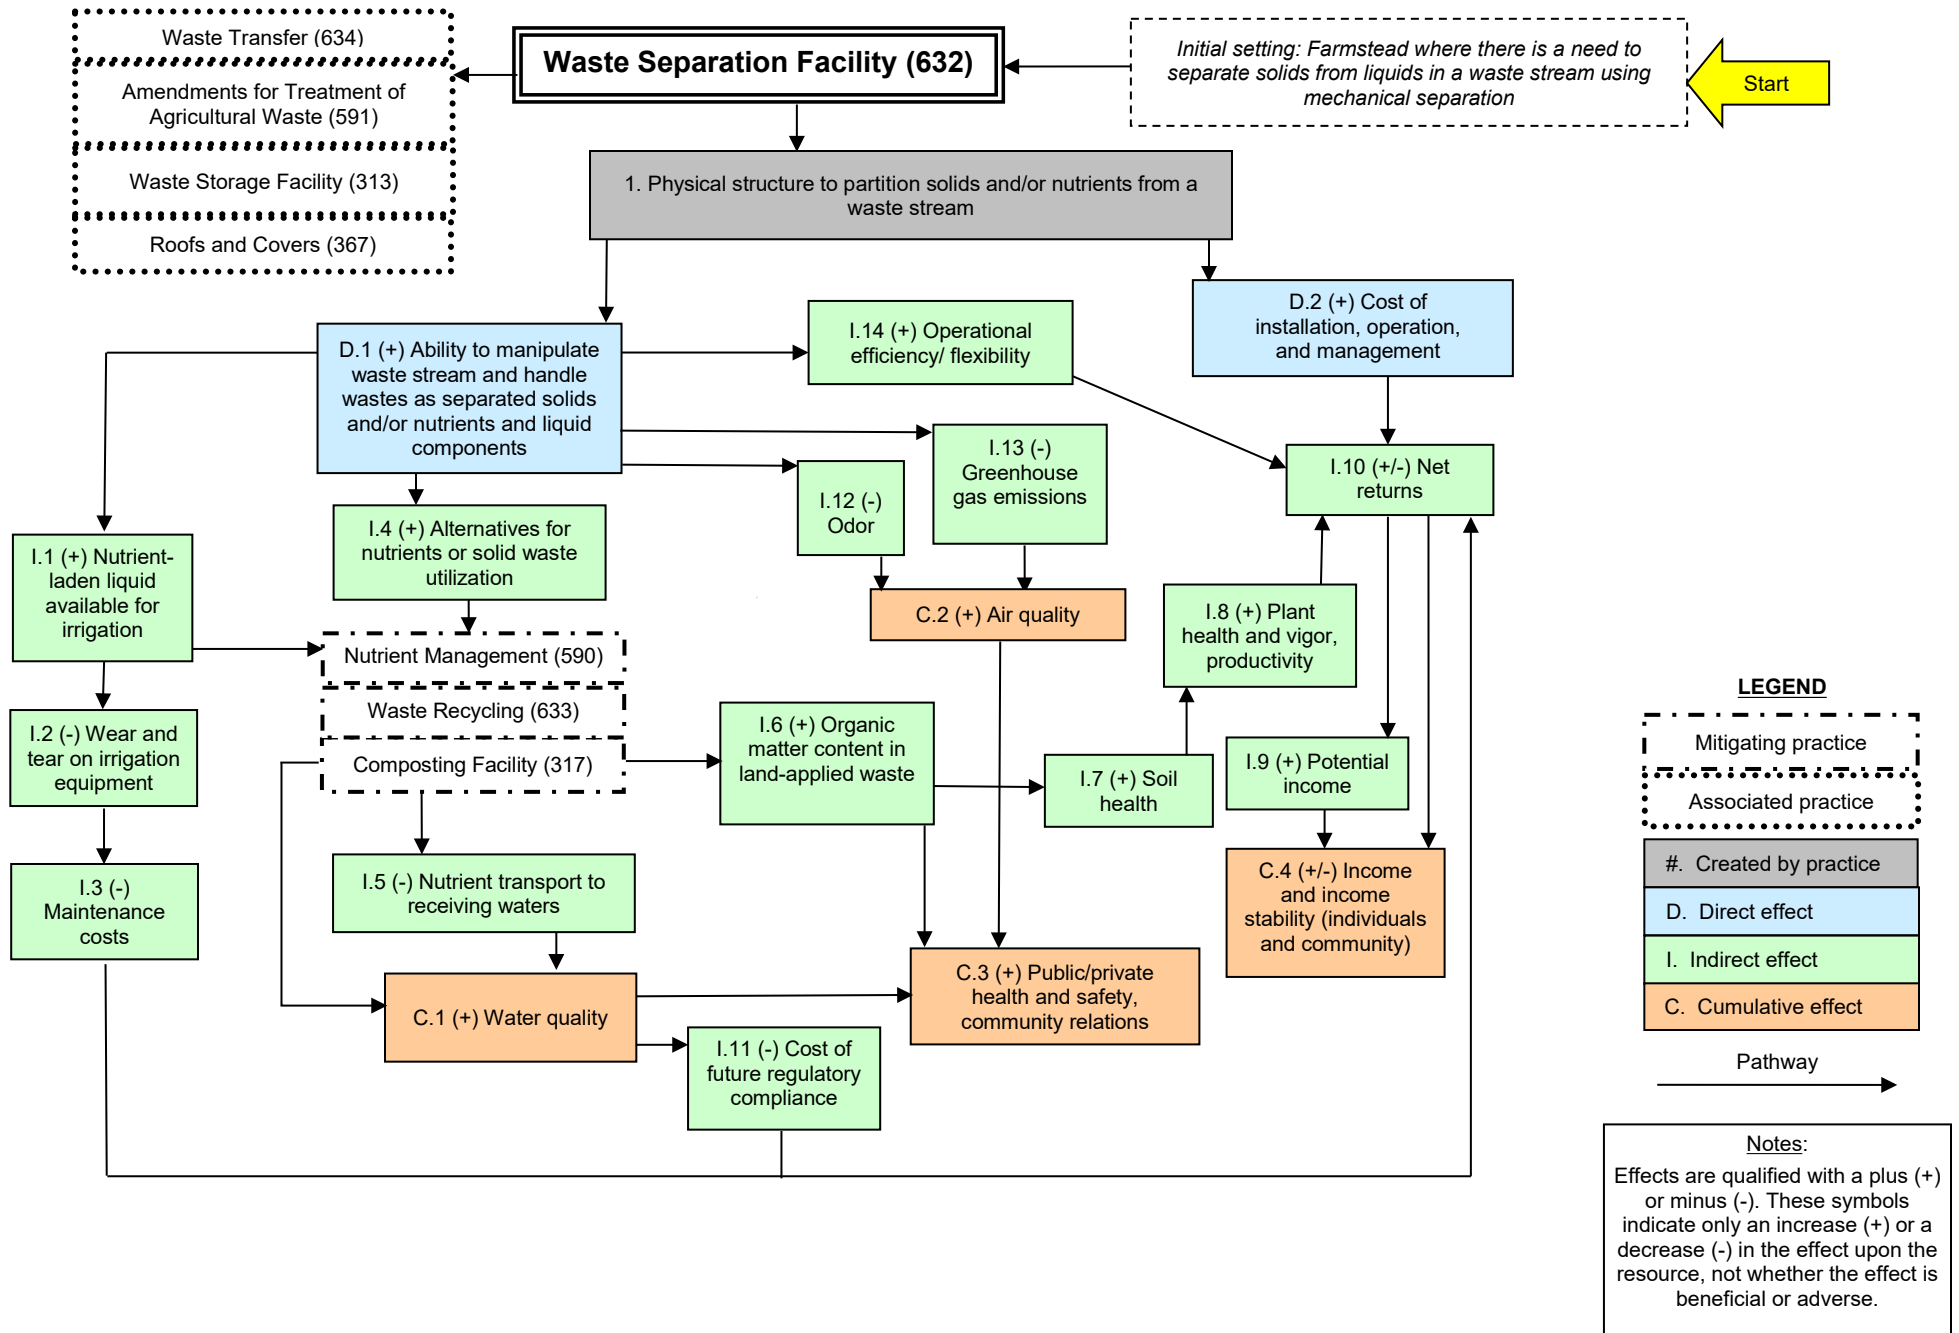 Waste Transfer (634)
Amendments for Treatment of
Agricultural Waste (591)
Waste Storage Facility (313)
Roofs and Covers (367)
Waste Separation Facility (632)
Initial setting: Farmstead where there is a need to
separate solids from liquids in a waste stream using
mechanical separation
Start
1. Physical structure to partition solids and/or nutrients from a
waste stream
D.1 (+) Ability to manipulate
waste stream and handle
wastes as separated solids
and/or nutrients and liquid
components
I.14 (+) Operational
efficiency/ flexibility
D.2 (+) Cost of
installation, operation,
and management
I.13 (-)
Greenhouse
gas emissions
I.12 (-)
Odor
I.10 (+/-) Net
returns
I.1 (+) Nutrient-
laden liquid
available for
irrigation
I.4 (+) Alternatives for
nutrients or solid waste
utilization
C.2 (+) Air quality
I.8 (+) Plant
health and vigor,
productivity
Nutrient Management (590)
Waste Recycling (633)
Composting Facility (317)
I.2 (-) Wear and
tear on irrigation
equipment
I.6 (+) Organic
matter content in
land-applied waste
I.7 (+) Soil
health
I.9 (+) Potential
income
I.3 (-)
Maintenance
costs
I.5 (-) Nutrient transport to
receiving waters
C.4 (+/-) Income
and income
stability (individuals
and community)
C.1 (+) Water quality
C.3 (+) Public/private
health and safety,
community relations
I.11 (-) Cost of
future regulatory
compliance
LEGEND
Mitigating practice
Associated practice
#. Created by practice
D. Direct effect
I. Indirect effect
C. Cumulative effect
Pathway
Notes:
Effects are qualified with a plus (+)
or minus (-). These symbols
indicate only an increase (+) or a
decrease (-) in the effect upon the
resource, not whether the effect is
beneficial or adverse.